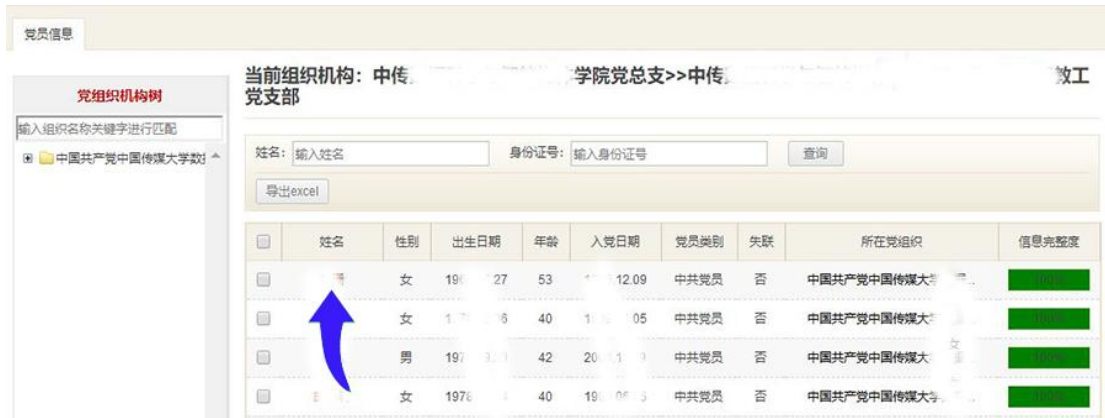 党员信息
党组织机构树
输入组织名称关键字进行匹配
中国共产党中国传媒大学数
当前组织机构：中传 学院党总支>>中传 教工
党支部
姓名： 输入姓名 身份证号： 输入身份证号 查询
导出excel
姓名 性别 出生日期 年龄 入党日期 党员类别 失联 所在党组织 信息完整度
女 27 53 12.09 中共党员 否 中国共产党中国传媒大学 100%
女 40 05 中共党员 否 中国共产党中国传媒大 100%
男 197 42 中共党员 否 中国共产党中国传媒大 100%
女 1978 40 中共党员 否 中国共产党中国传媒大学 100%